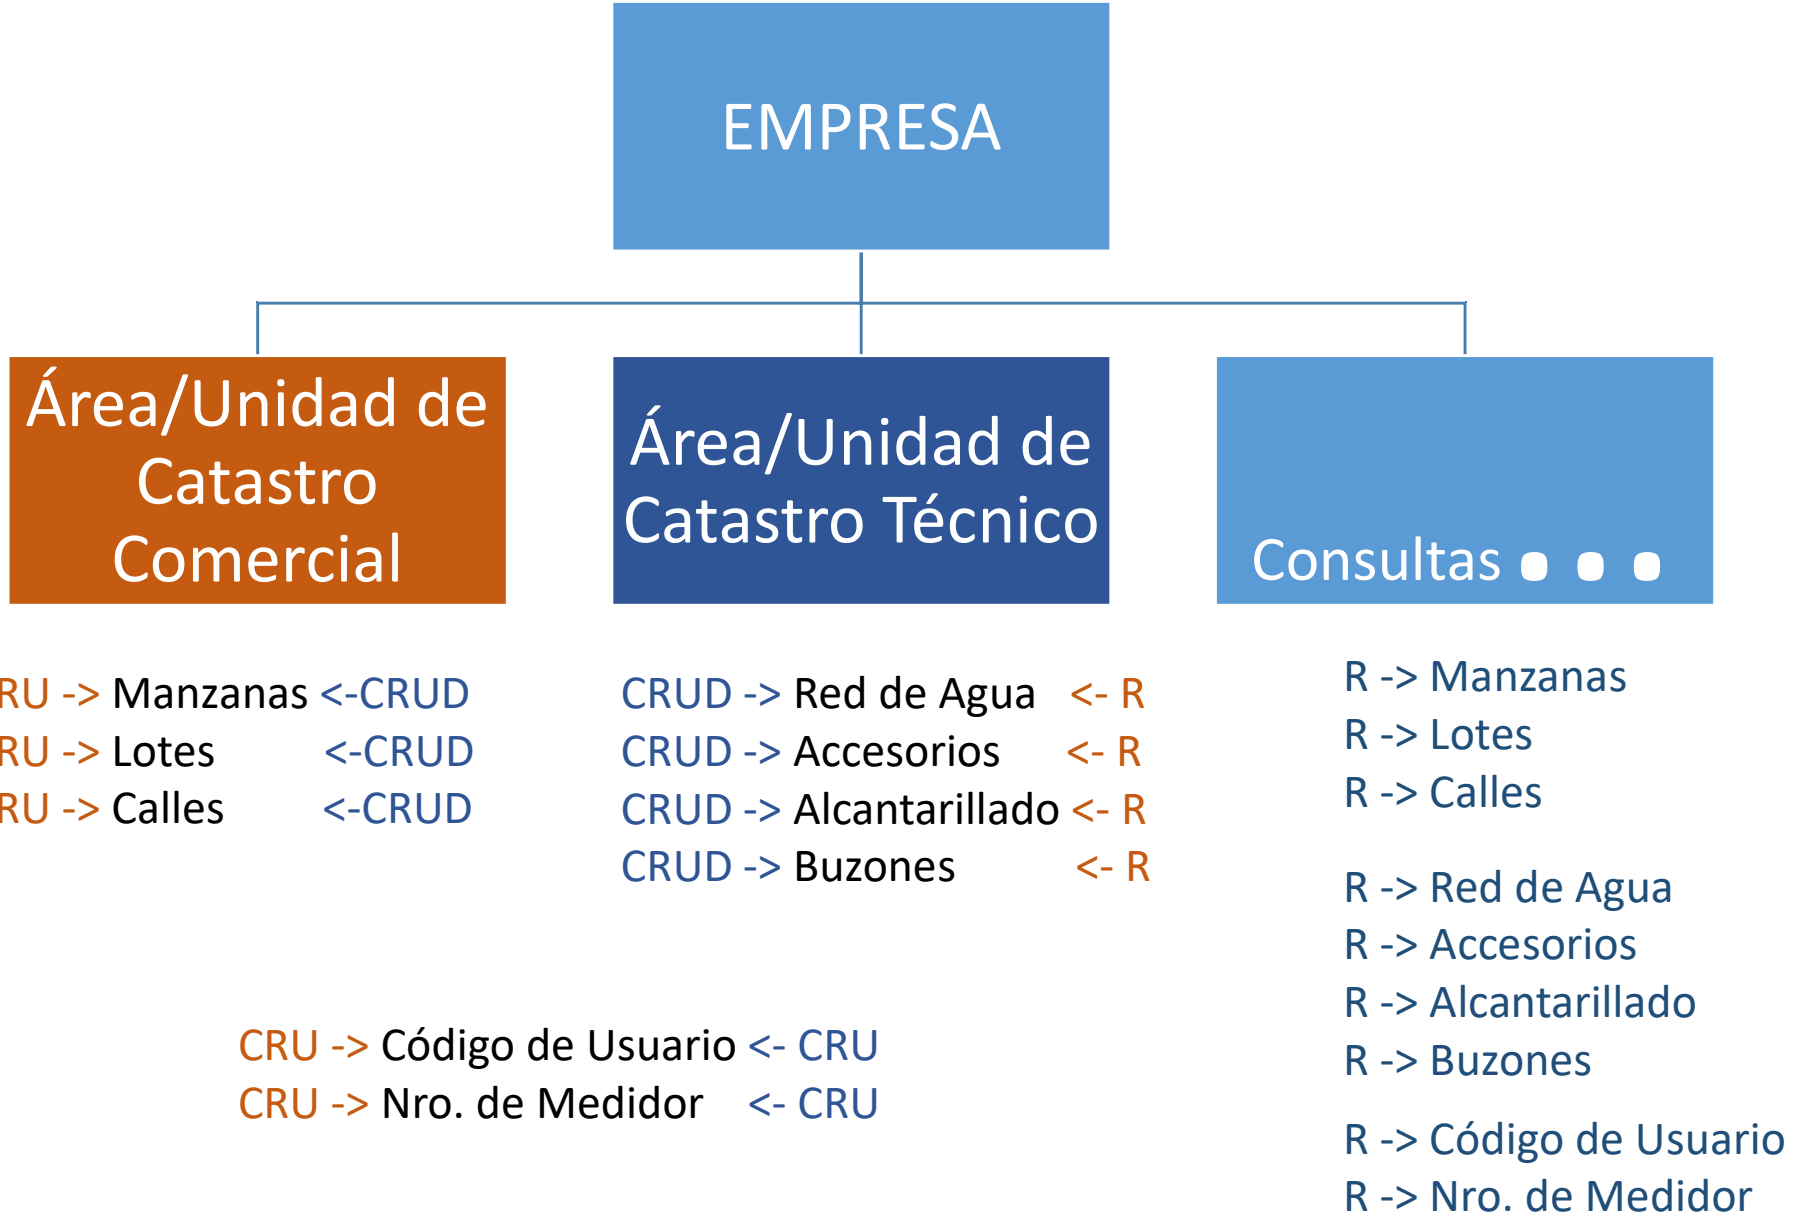 EMPRESA
Área/Unidad de
Catastro
Comercial
Área/Unidad de
Catastro Técnico
Consultas . . .
RU -> Manzanas <-CRUD
RU -> Lotes <-CRUD
RU -> Calles <-CRUD
CRUD -> Red de Agua <- R
CRUD -> Accesorios <- R
CRUD -> Alcantarillado <- R
CRUD -> Buzones <- R
CRU -> Código de Usuario <- CRU
CRU -> Nro. de Medidor <- CRU
R -> Manzanas
R -> Lotes
R -> Calles
R -> Red de Agua
R -> Accesorios
R -> Alcantarillado
R -> Buzones
R -> Código de Usuario
R -> Nro. de Medidor